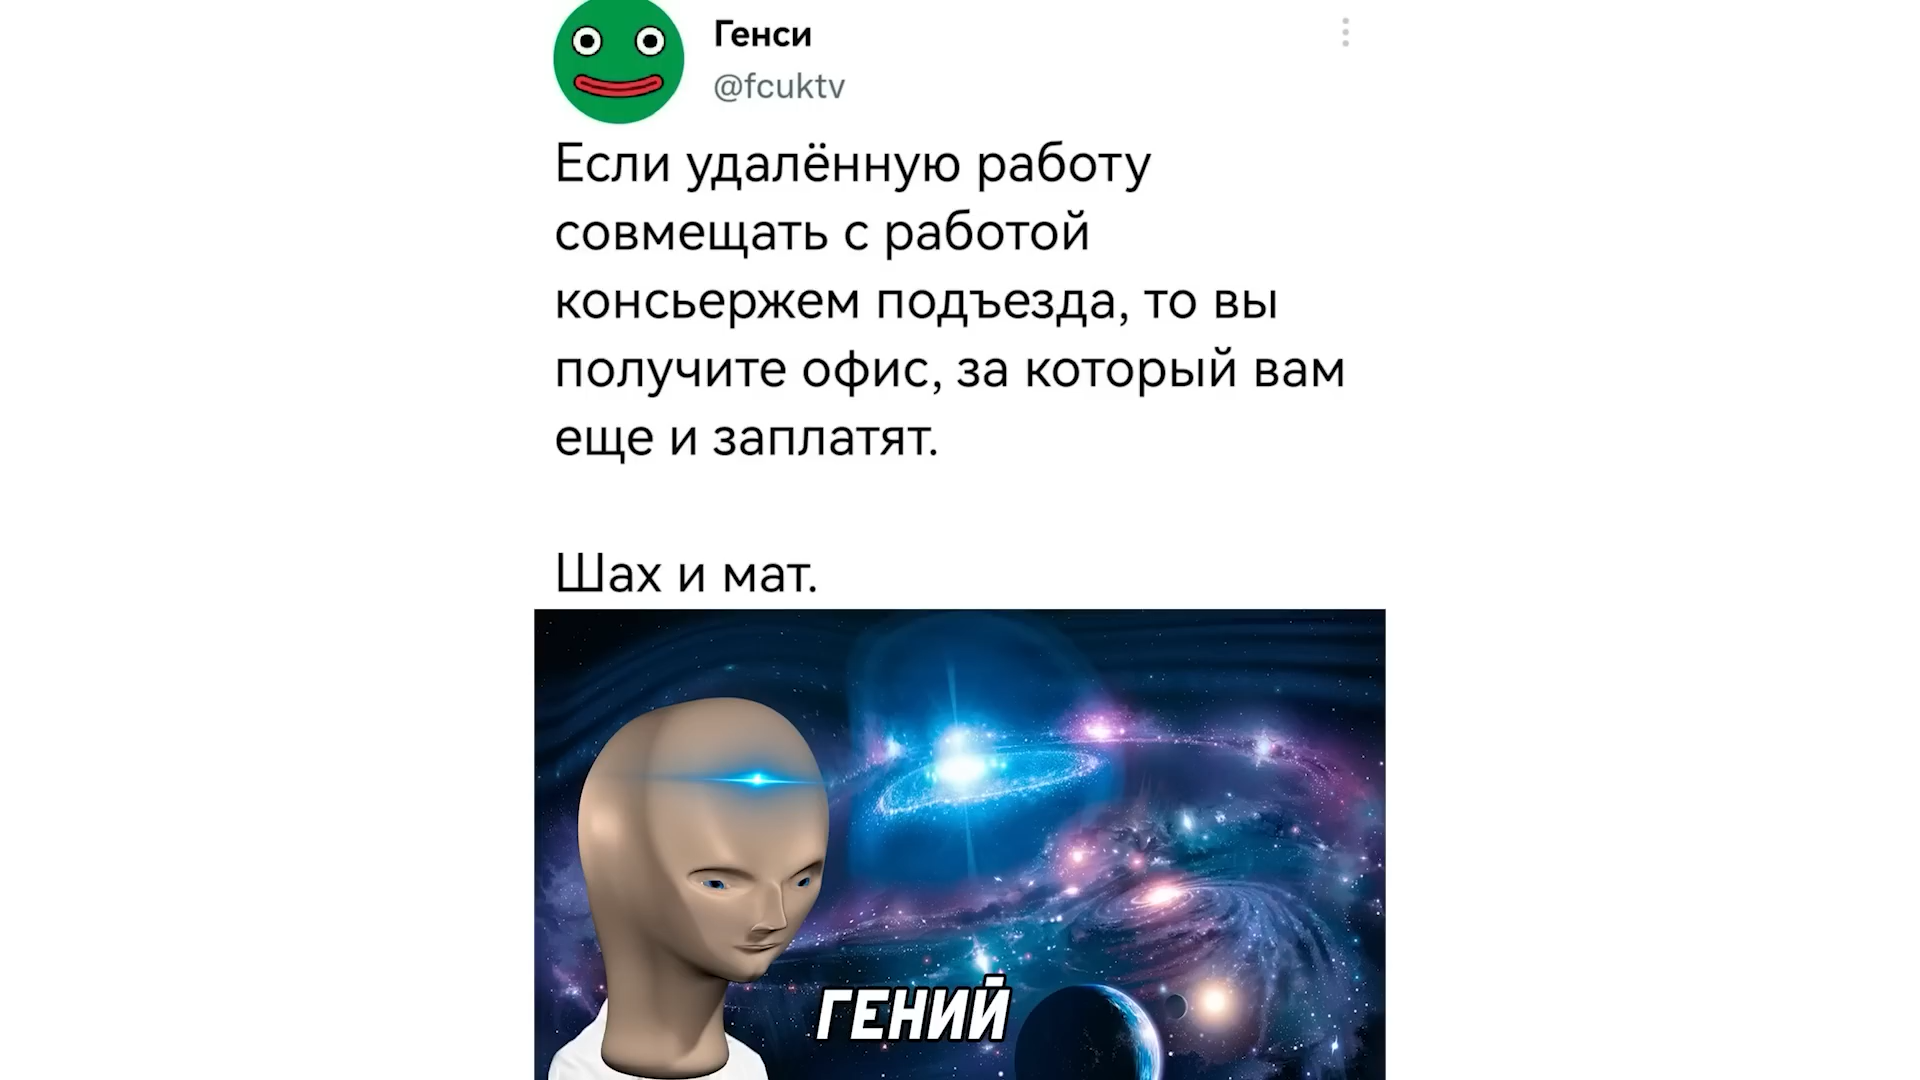 Генси
@fcuktv
Если удалённую работу
совмещать с работой
консьержем подъезда, то вы
получите офис, за который вам
еще и заплатят.
Шах и мат.
ГЕНИЙ